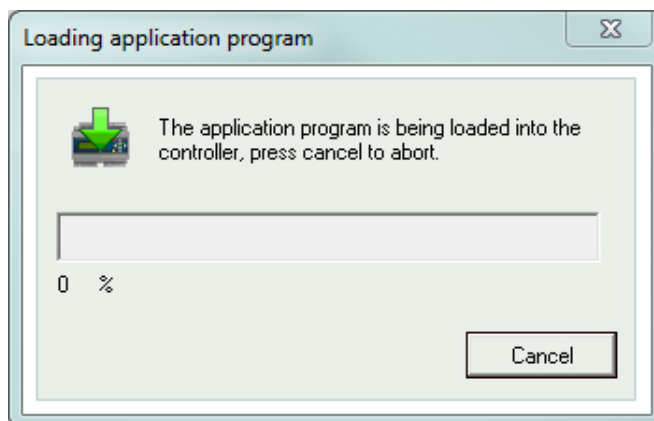 Loading application program
The application program is being loaded into the
controller, press cancel to abort.
0 %
Cancel